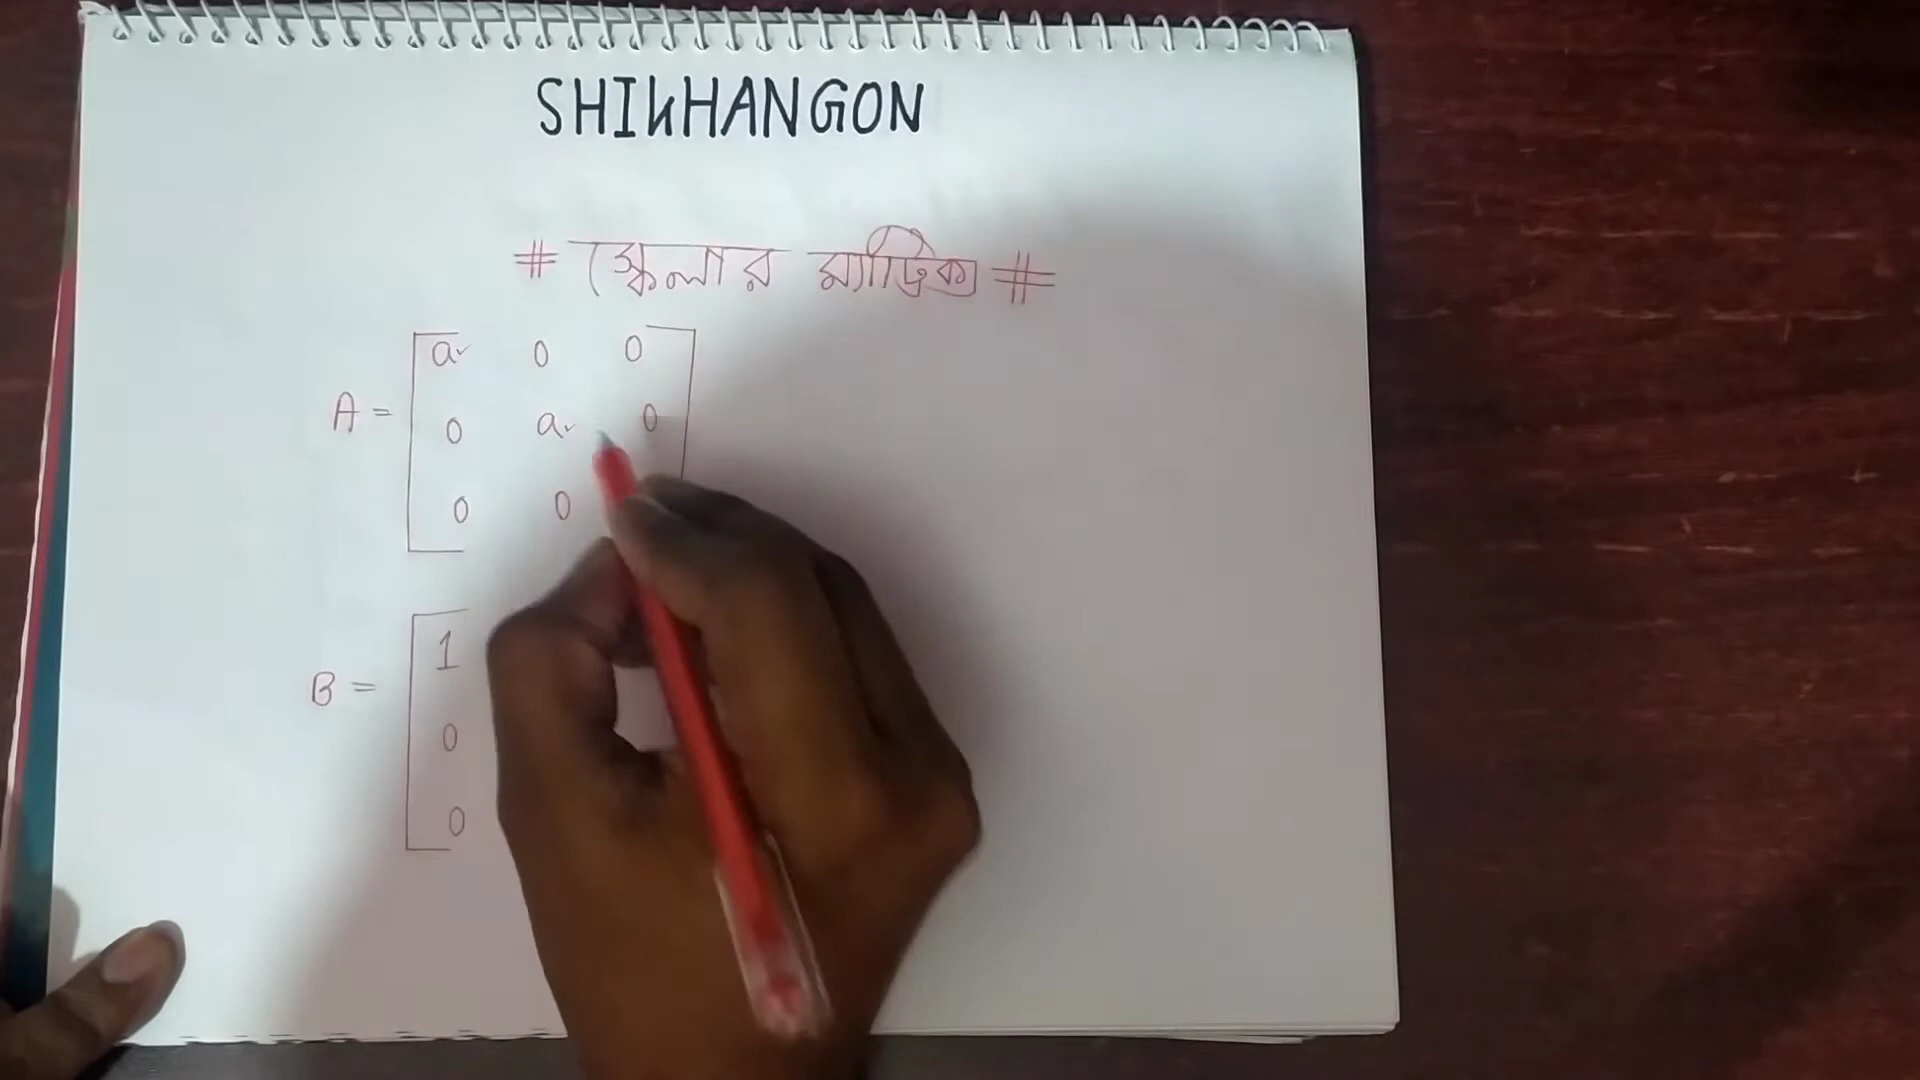 SHIKHANGON
# স্কেলার ম্যাট্রিক্স #
a 0 0
A = 0 a 0
0 0
1
B = 0
0